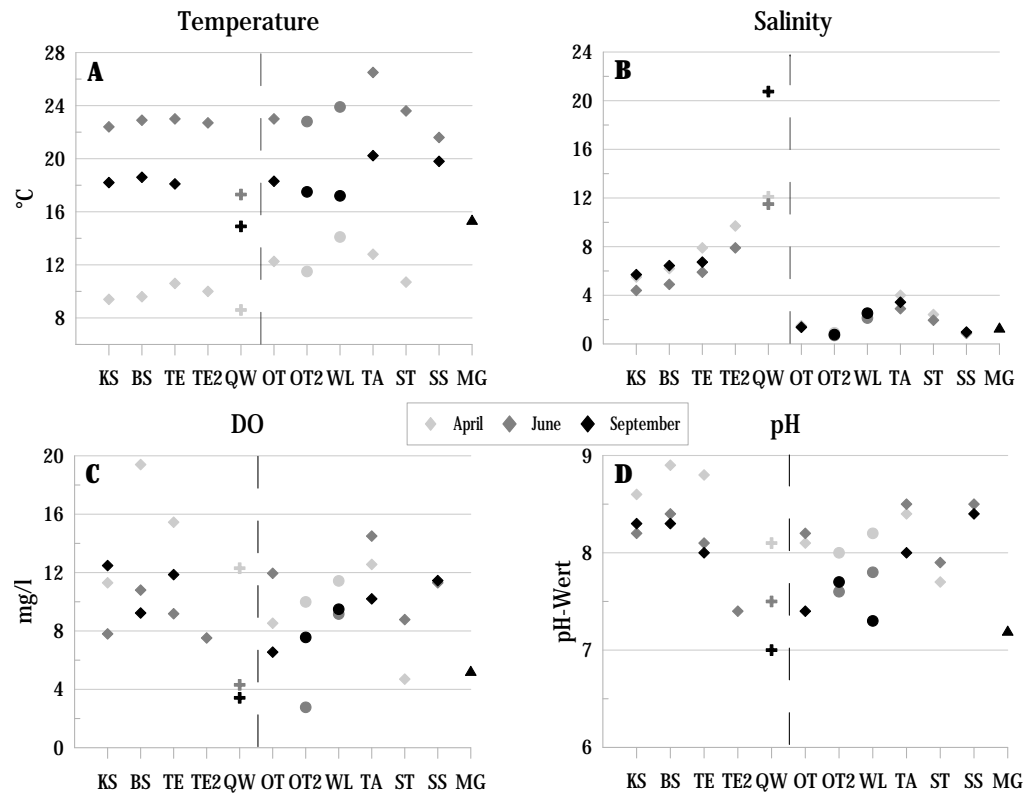 Temperature
Salinity
A
28
24
20
16
12
8
°C
KS BS TE TE2 QW OT OT2 WL TA ST SS MG
B
24
20
16
12
8
4
0
KS BS TE TE2 QW OT OT2 WL TA ST SS MG
April June September
DO
pH
C
20
16
12
8
4
0
mg/l
KS BS TE TE2 QW OT OT2 WL TA ST SS MG
D
9
8
7
6
pH-Wert
KS BS TE TE2 QW OT OT2 WL TA ST SS MG